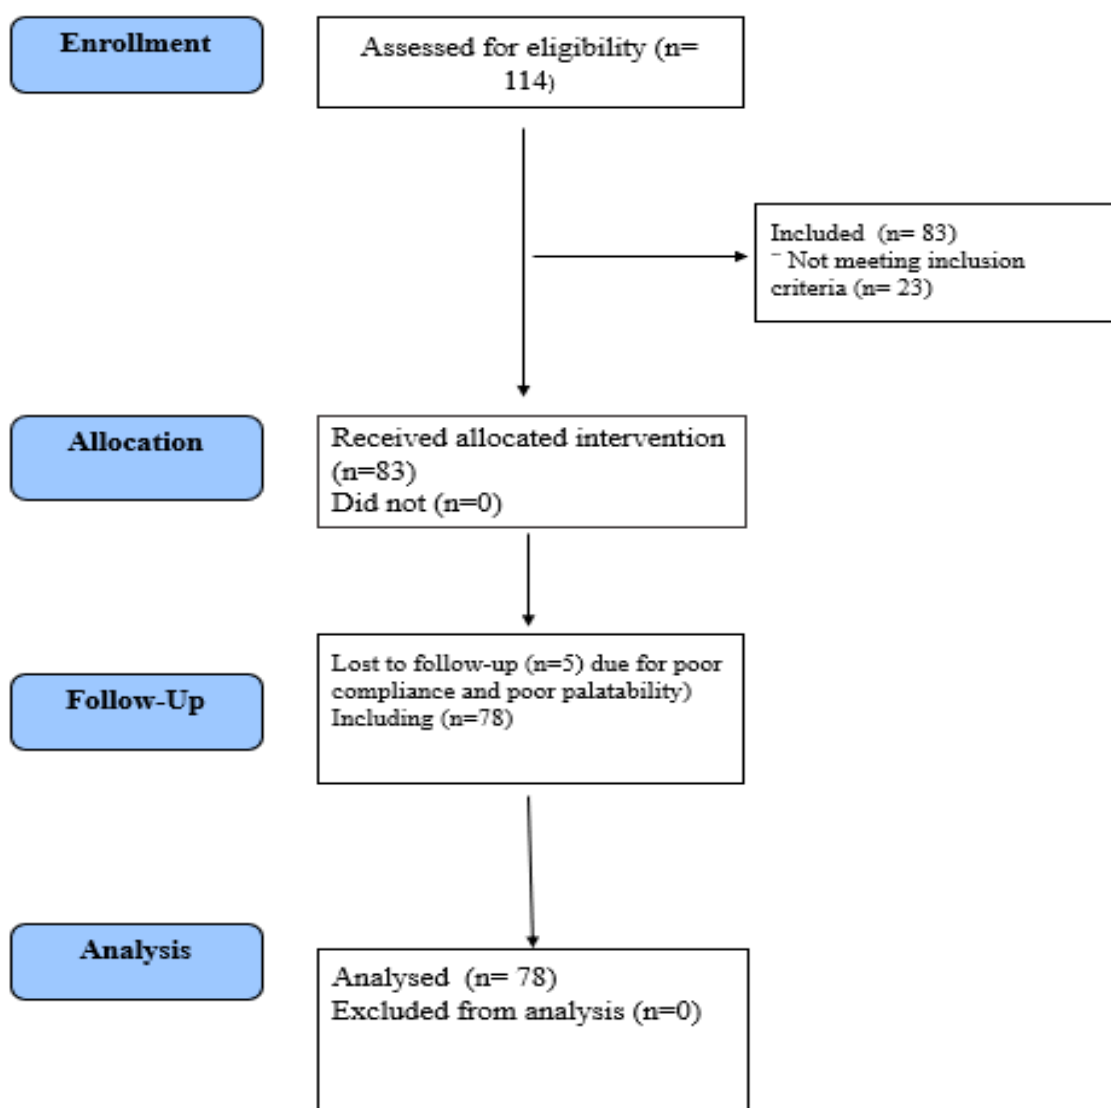 Enrollment
Assessed for eligibility (n=
114)
Included  (n= 83)
⁻ Not meeting inclusion
criteria (n= 23)
Allocation
Received allocated intervention
(n=83)
Did not (n=0)
Follow-Up
Lost to follow-up (n=5) due for poor
compliance and poor palatability)
Including (n=78)
Analysis
Analysed  (n= 78)
Excluded from analysis (n=0)